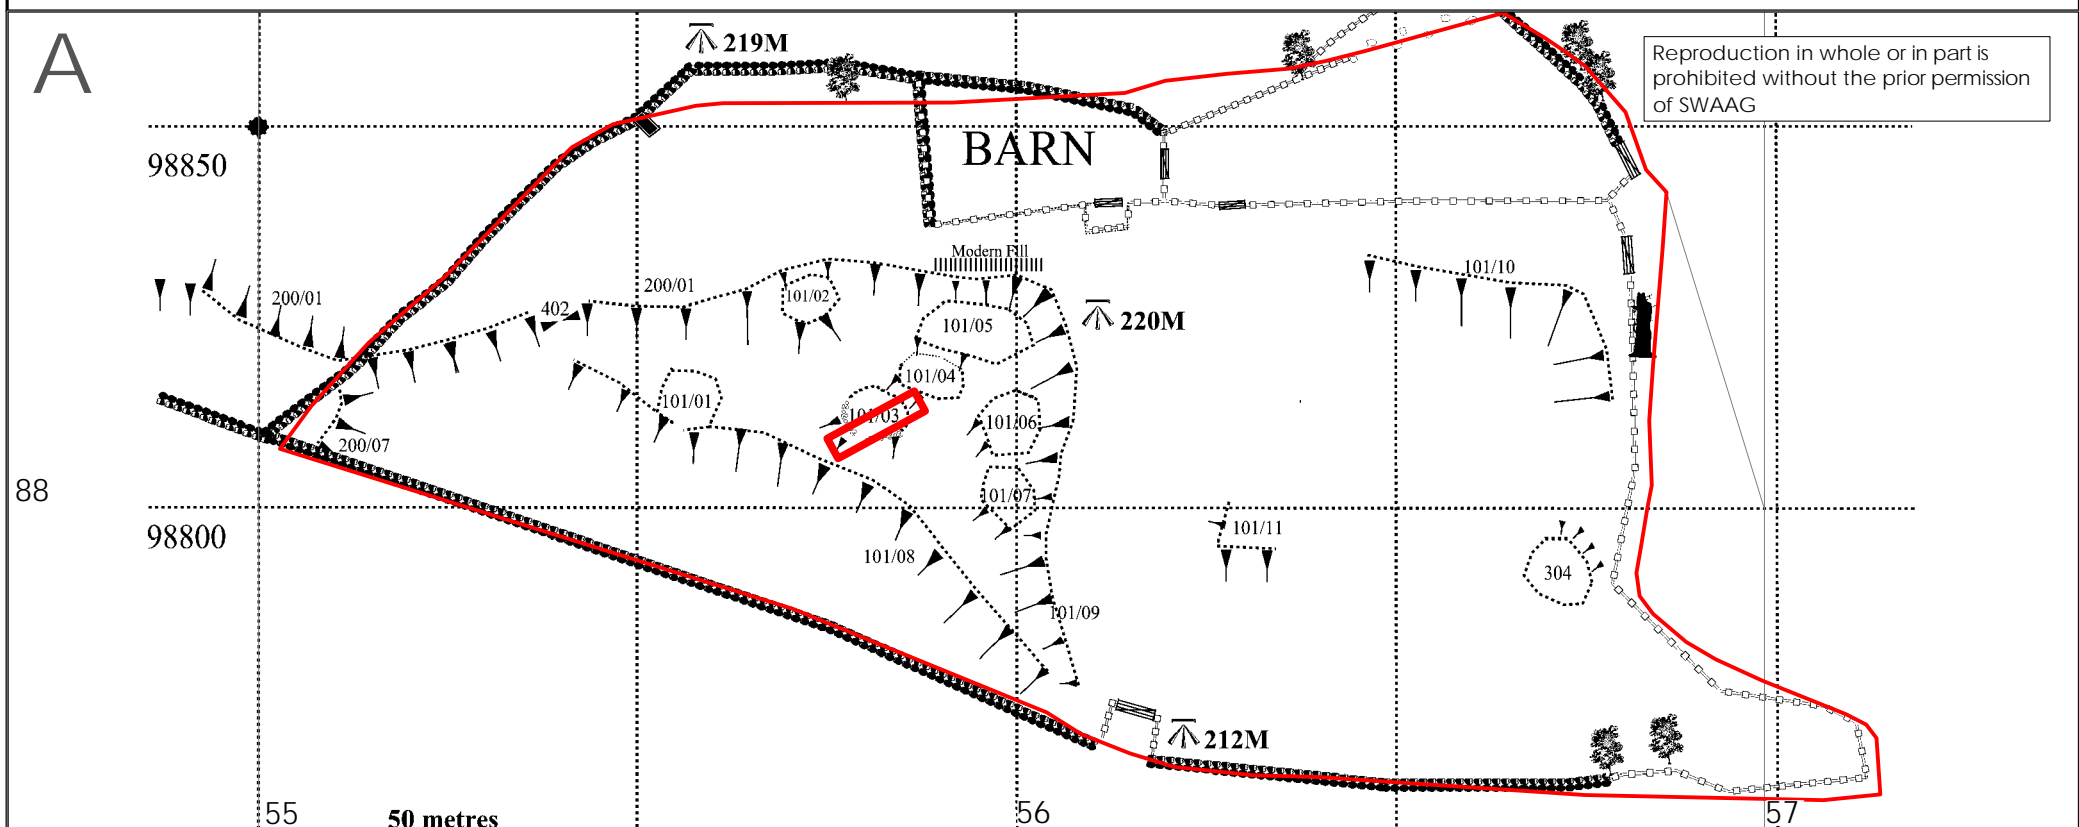 A
219M
Reproduction in whole or in part is
prohibited without the prior permission
of SWAAG
98850
BARN
Modern Fill
200/01
402
200/01
101/02
101/05
220M
101/10
101/04
101/01
101/03
101/06
200/07
88
101/07
98800
101/08
101/11
304
101/09
212M
55
50 metres
56
57